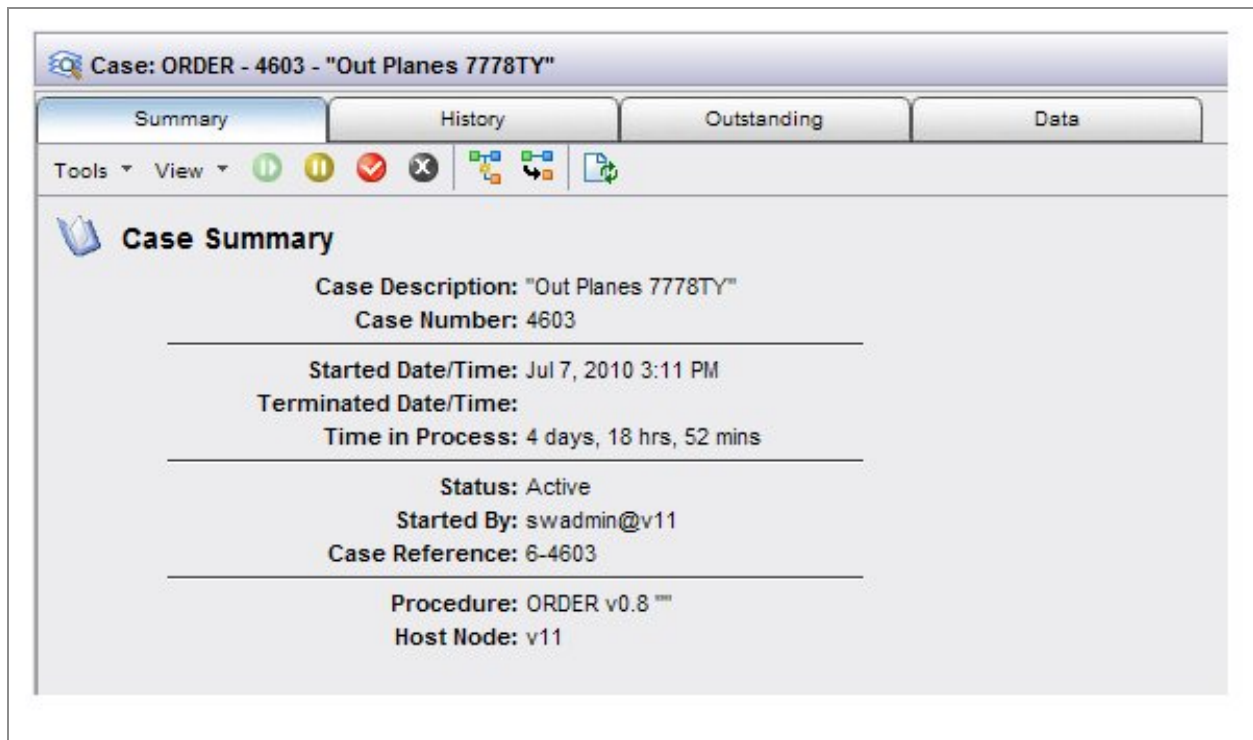 Case: ORDER - 4603 - "Out Planes 7778TY"
Summary History Outstanding Data
Tools View
Case Summary
Case Description: "Out Planes 7778TY"
Case Number: 4603
Started Date/Time: Jul 7, 2010 3:11 PM
Terminated Date/Time:
Time in Process: 4 days, 18 hrs, 52 mins
Status: Active
Started By: swadmin@v11
Case Reference: 6-4603
Procedure: ORDER v0.8 ""
Host Node: v11